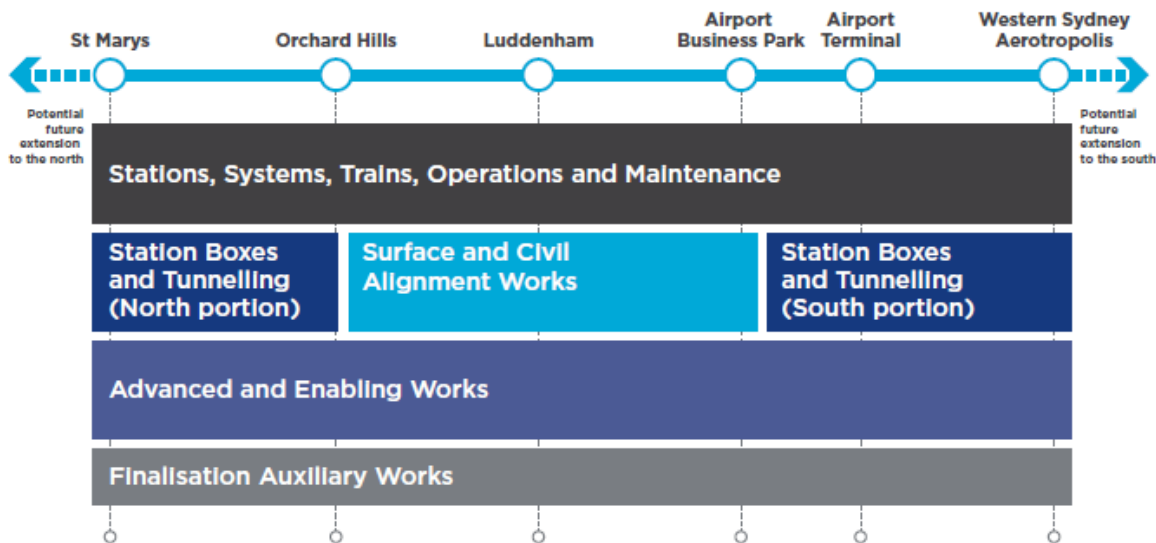 St Marys
Orchard Hills
Luddenham
Airport
Business Park
Airport
Terminal
Western Sydney
Aerotropolis
Potential
future
extension
to the north
Potential
future
extension
to the south
Stations, Systems, Trains, Operations and Maintenance
Station Boxes
and Tunnelling
(North portion)
Surface and Civil
Alignment Works
Station Boxes
and Tunnelling
(South portion)
Advanced and Enabling Works
Finalisation Auxiliary Works